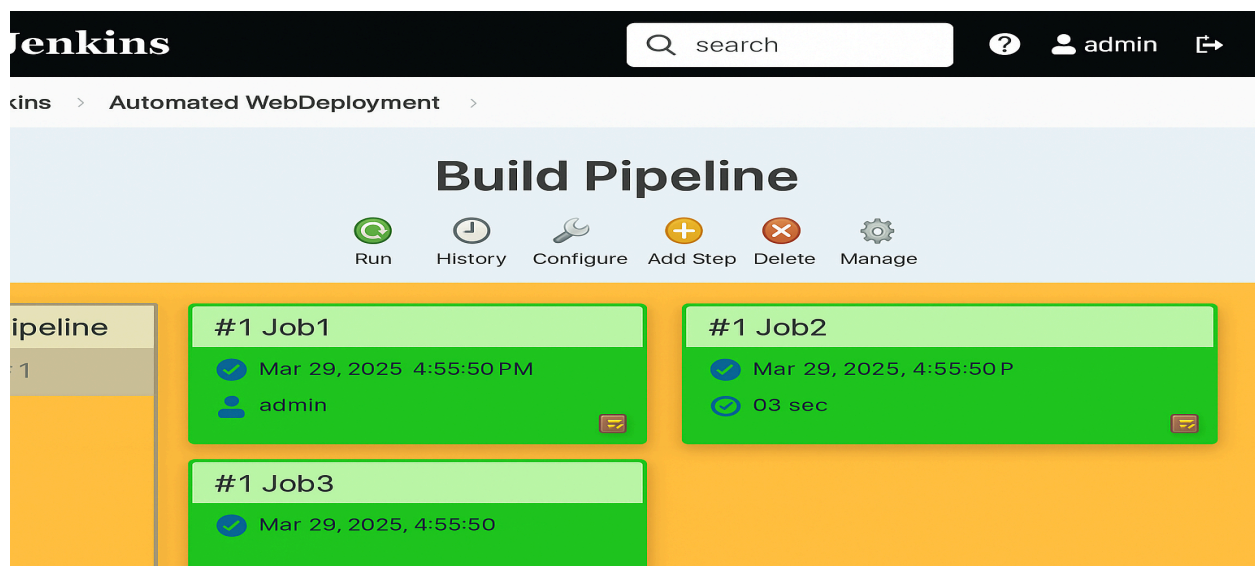 Jenkins
search
? admin
kins > Automated WebDeployment >
Build Pipeline
Run History Configure Add Step Delete Manage
ipeline
#1 Job1
#1 Job2
1
Mar 29, 2025 4:55:50 PM
Mar 29, 2025, 4:55:50 P
admin
03 sec
#1 Job3
Mar 29, 2025, 4:55:50